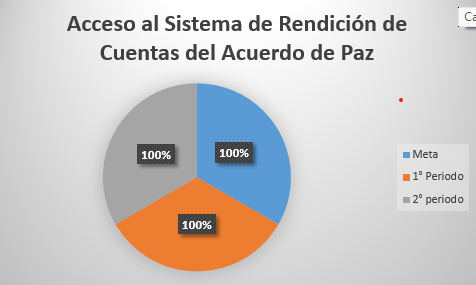 Acceso al Sistema de Rendición de
Cuentas del Acuerdo de Paz
100%
100%
100%
Meta
1° Periodo
2° periodo